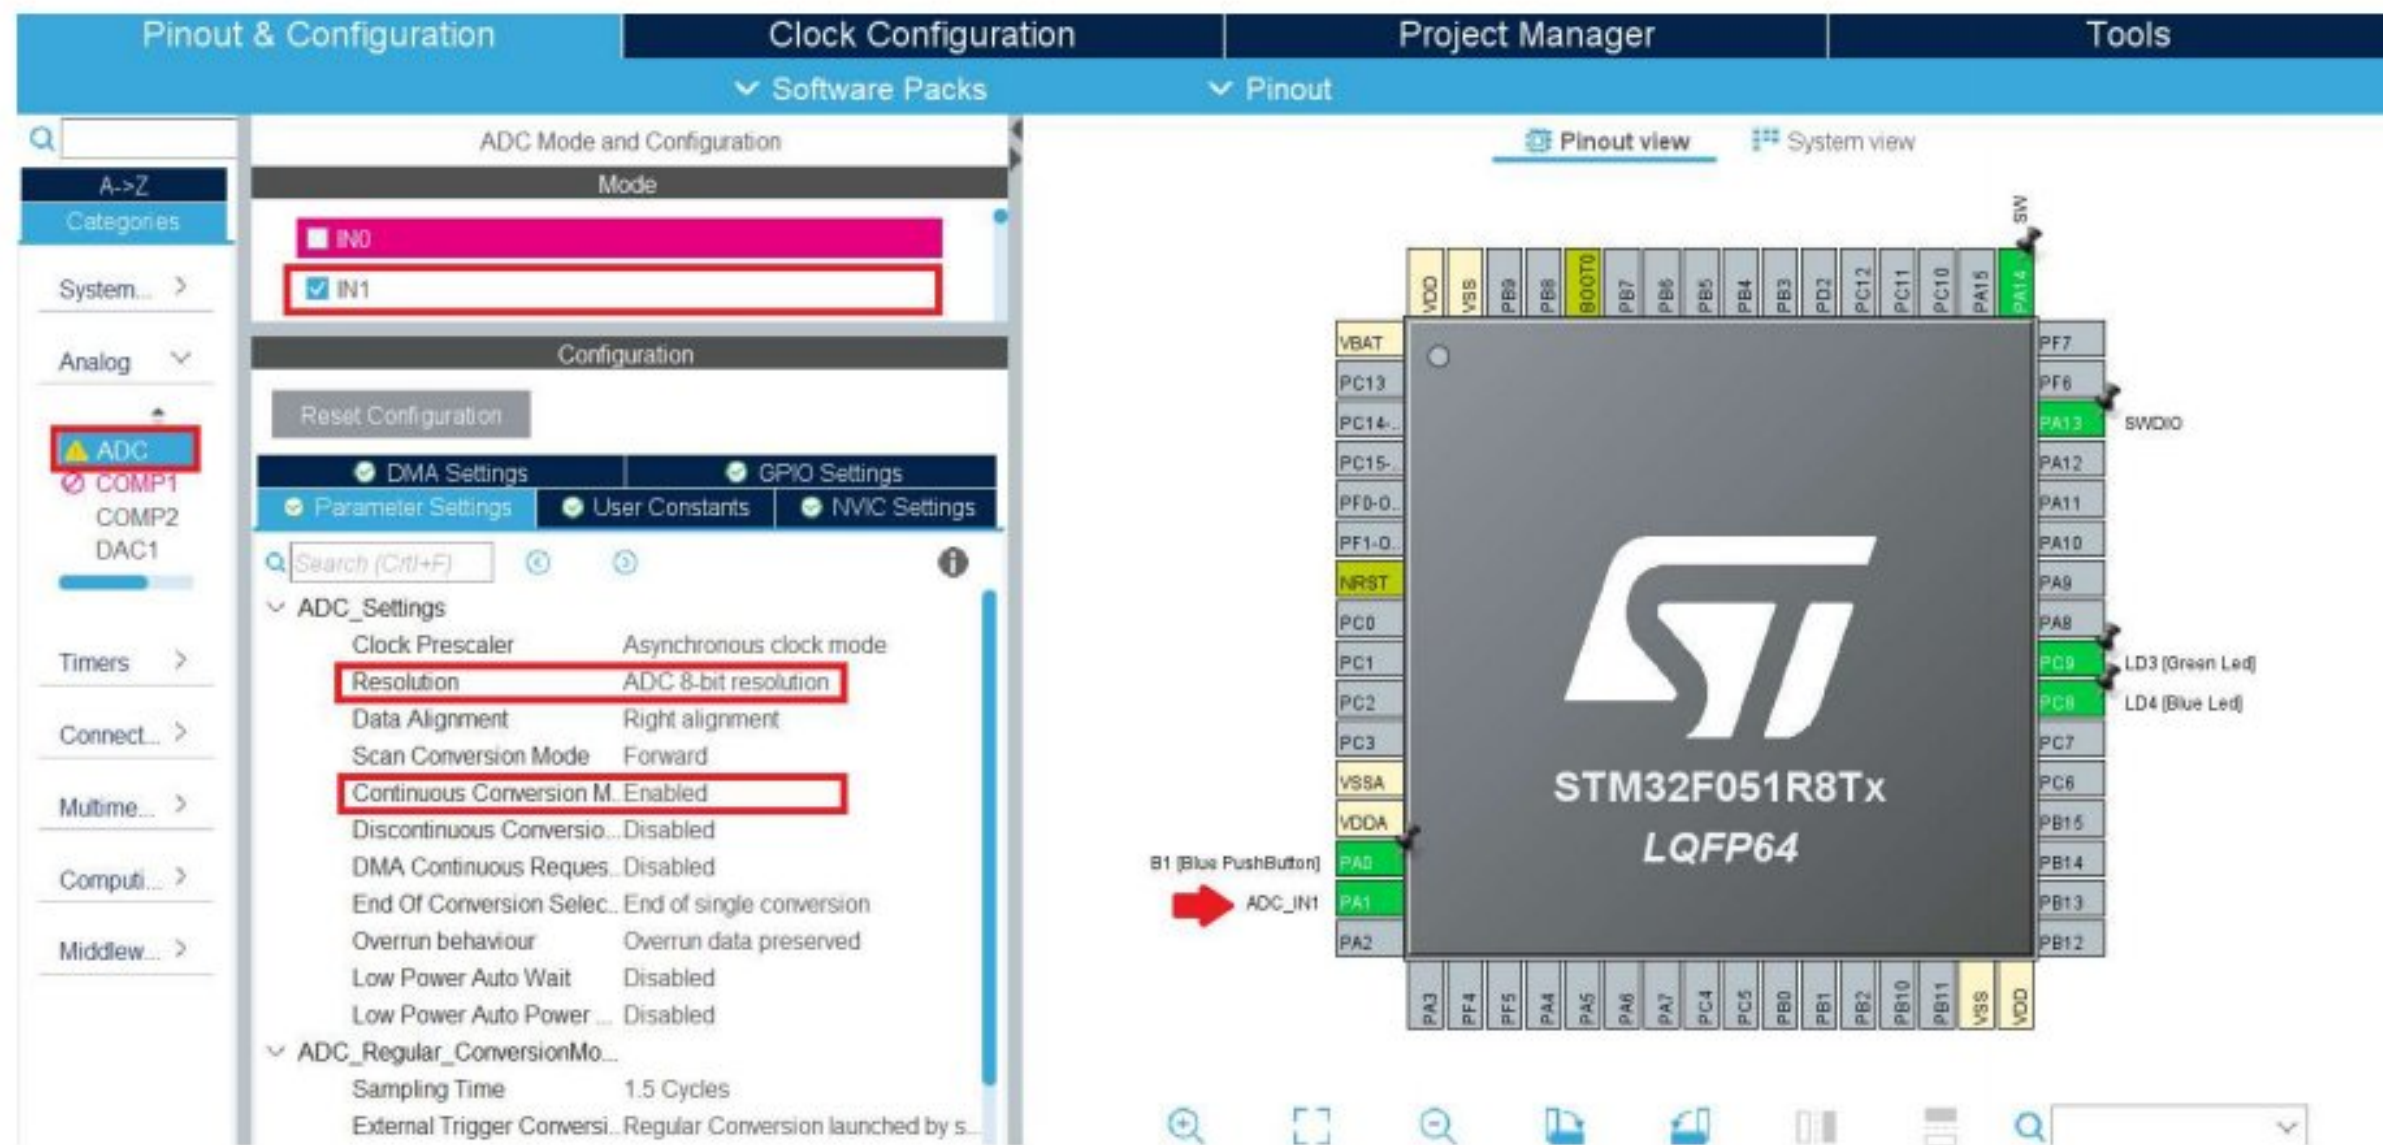 Pinout & Configuration
Clock Configuration
Project Manager
Tools
Software Packs
Pinout
A->Z
Categories
System...
Analog
ADC
COMP1
COMP2
DAC1
Timers
Connect...
Multime...
Computi...
Middlew...
ADC Mode and Configuration
Mode
IN0
IN1
Configuration
Reset Configuration
DMA Settings
GPIO Settings
Parameter Settings
User Constants
NVIC Settings
Search (Crtl+F)
ADC_Settings
Clock Prescaler Asynchronous clock mode
Resolution ADC 8-bit resolution
Data Alignment Right alignment
Scan Conversion Mode Forward
Continuous Conversion M.. Enabled
Discontinuous Conversio... Disabled
DMA Continuous Reques.. Disabled
End Of Conversion Selec.. End of single conversion
Overrun behaviour Overrun data preserved
Low Power Auto Wait Disabled
Low Power Auto Power ... Disabled
ADC_Regular_ConversionMo...
Sampling Time 1.5 Cycles
External Trigger Conversi.. Regular Conversion launched by s...
Pinout view
System view
SW
VDD
VSS
PB9
PB8
BOOT0
PB7
PB6
PB5
PB4
PB3
PD2
PC12
PC11
PC10
PA15
PA14
VBAT
PC13
PC14-..
PC15-..
PF0-O..
PF1-O..
NRST
PC0
PC1
PC2
PC3
VSSA
VDDA
B1 [Blue PushButton] PA0
ADC_IN1 PA1
PA2
ST
STM32F051R8Tx
LQFP64
PF7
PF6
PA13 SWDIO
PA12
PA11
PA10
PA9
PA8
PC9 LD3 [Green Led]
PC8 LD4 [Blue Led]
PC7
PC6
PB15
PB14
PB13
PB12
PA3
PF4
PF5
PA4
PA5
PA6
PA7
PC4
PC5
PB0
PB1
PB2
PB10
PB11
VSS
VDD